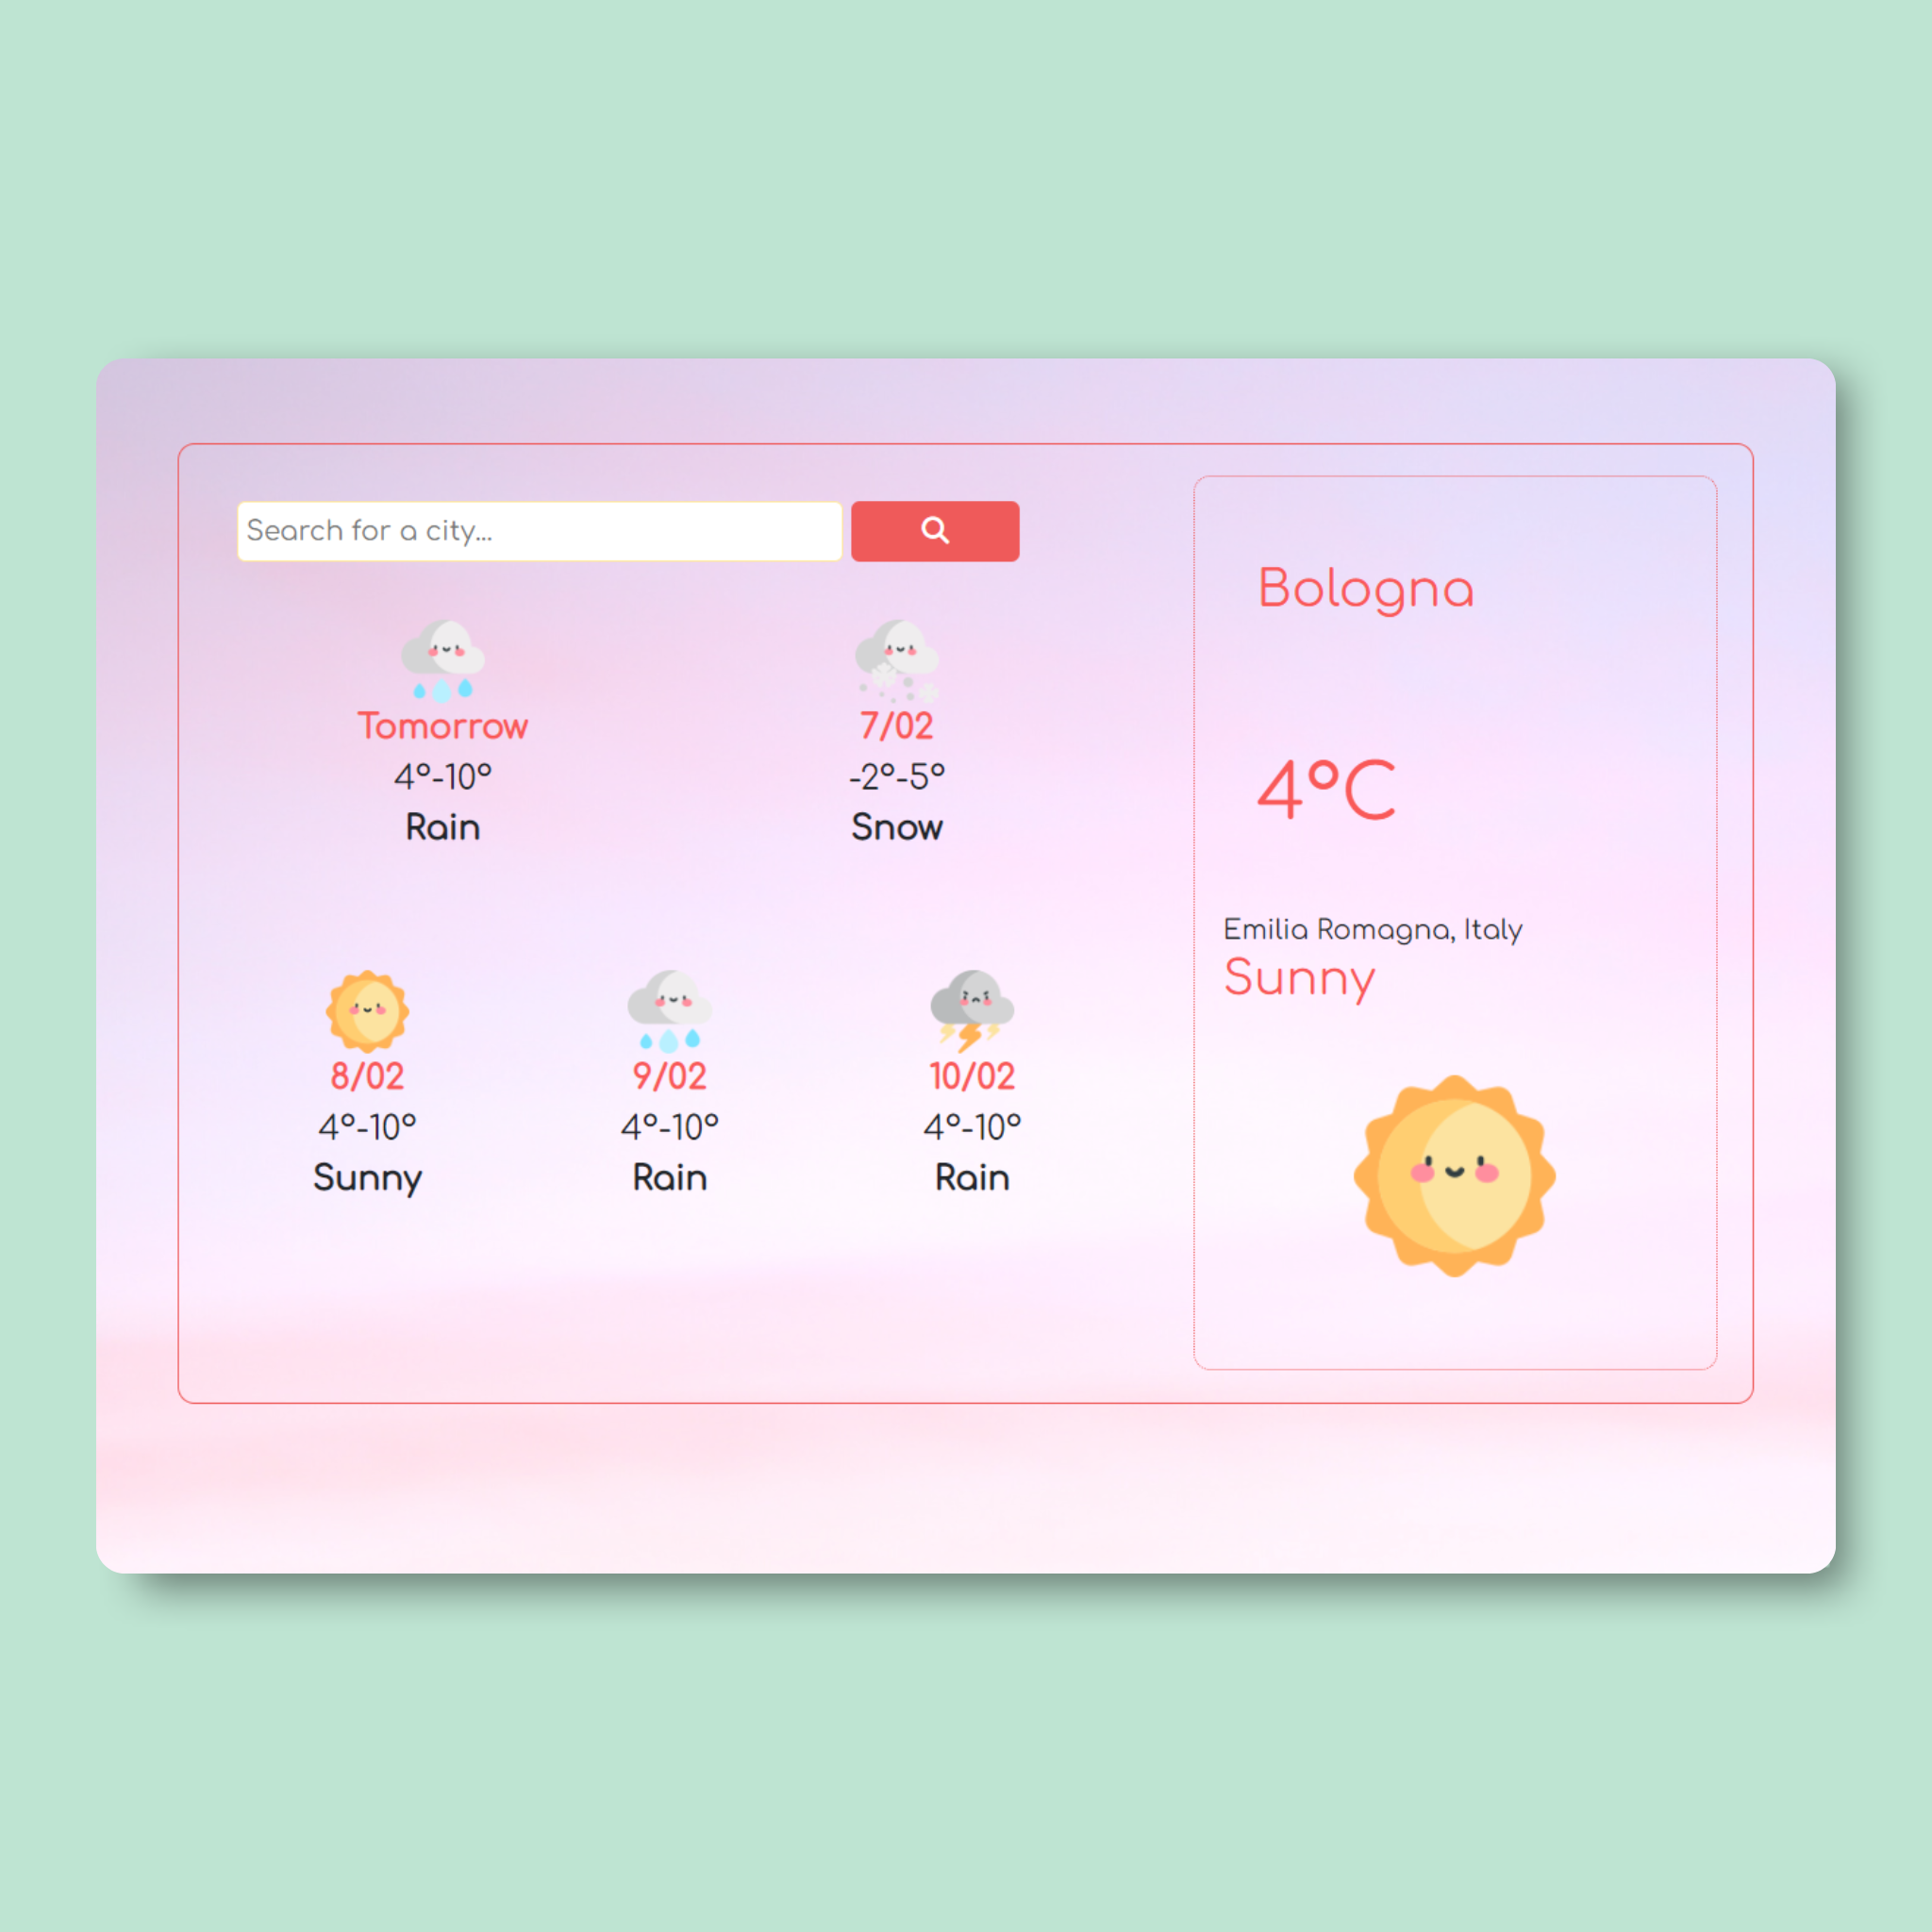 Search for a city...
Tomorrow
4°-10°
Rain
7/02
-2°-5°
Snow
8/02
4°-10°
Sunny
9/02
4°-10°
Rain
10/02
4°-10°
Rain
Bologna
4°C
Emilia Romagna, Italy
Sunny